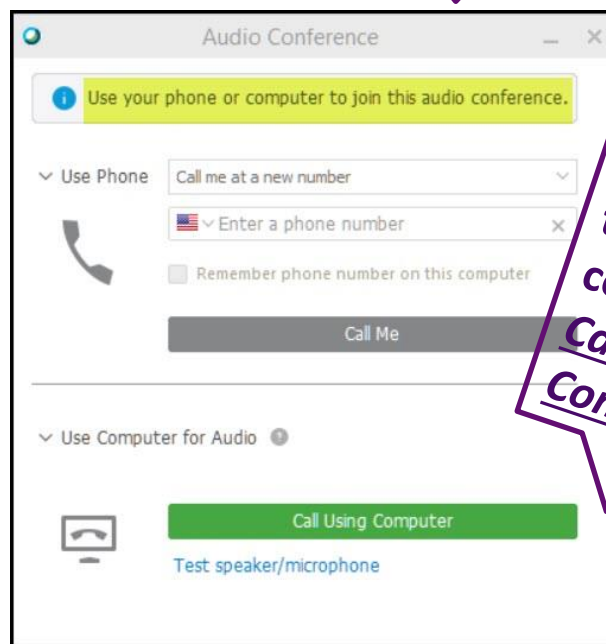 Audio Conference
Use your phone or computer to join this audio conference.
Use Phone
Call me at a new number
Enter a phone number
Remember phone number on this computer
Call Me
Use Computer for Audio
Call Using Computer
Test speaker/microphone